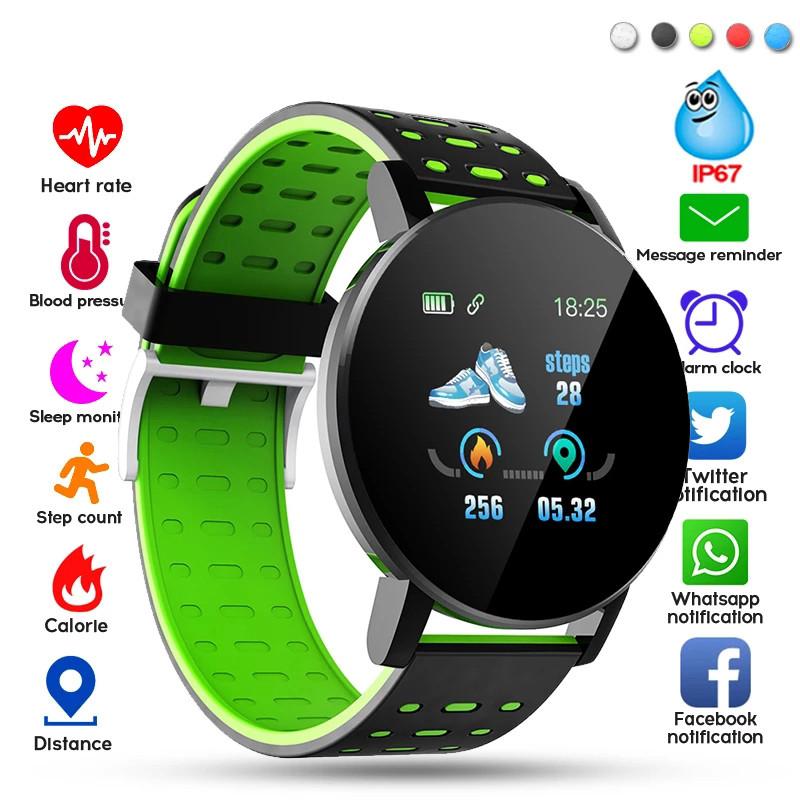 IP67
Heart rate
Message reminder
Blood pressu
18:25
steps
28
larm clock
Sleep monit
Twitter
otification
256
05.32
Step count
Calorie
Whatsapp
notification
Distance
Facebook
notification